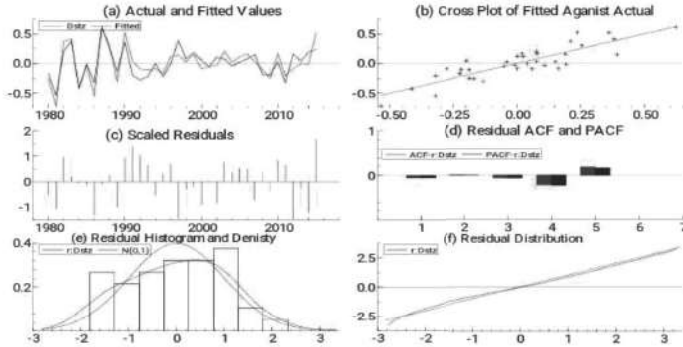 (a) Actual and Fitted Values
Dstz Fitted
0.5
0.0
-0.5
1980 1990 2000 2010
(b) Cross Plot of Fitted Aganist Actual
0.5
0.0
-0.5
-0.50 -0.25 0.00 0.25 0.50
(c) Scaled Residuals
2
1
0
-1
1980 1990 2000 2010
(d) Residual ACF and PACF
ACF-r:Dstz PACF-r:Dstz
1
0
1 2 3 4 5 6 7
(e) Residual Histogram and Denisty
r:Dstz N(0,1)
0.4
0.2
-3 -2 -1 0 1 2 3
(f) Residual Distribution
r:Dstz
2.5
0.0
-2.5
-3 -2 -1 0 1 2 3